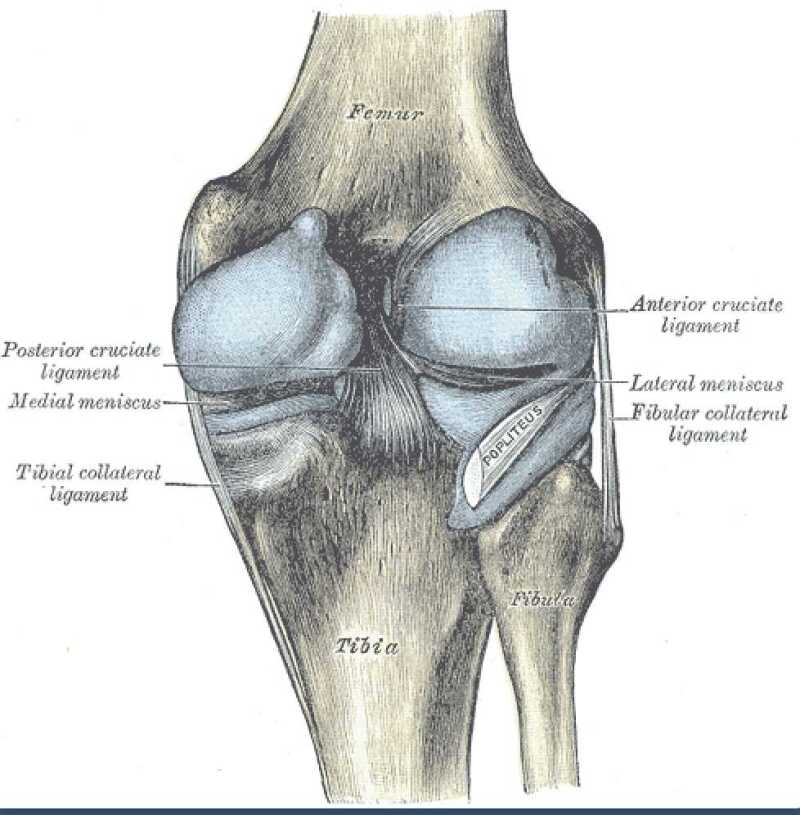 Femur
Anterior cruciate
ligament
Posterior cruciate
ligament
Lateral meniscus
Medial meniscus
Fibular collateral
ligament
POPLITEUS
Tibial collateral
ligament
Fibula
Tibia